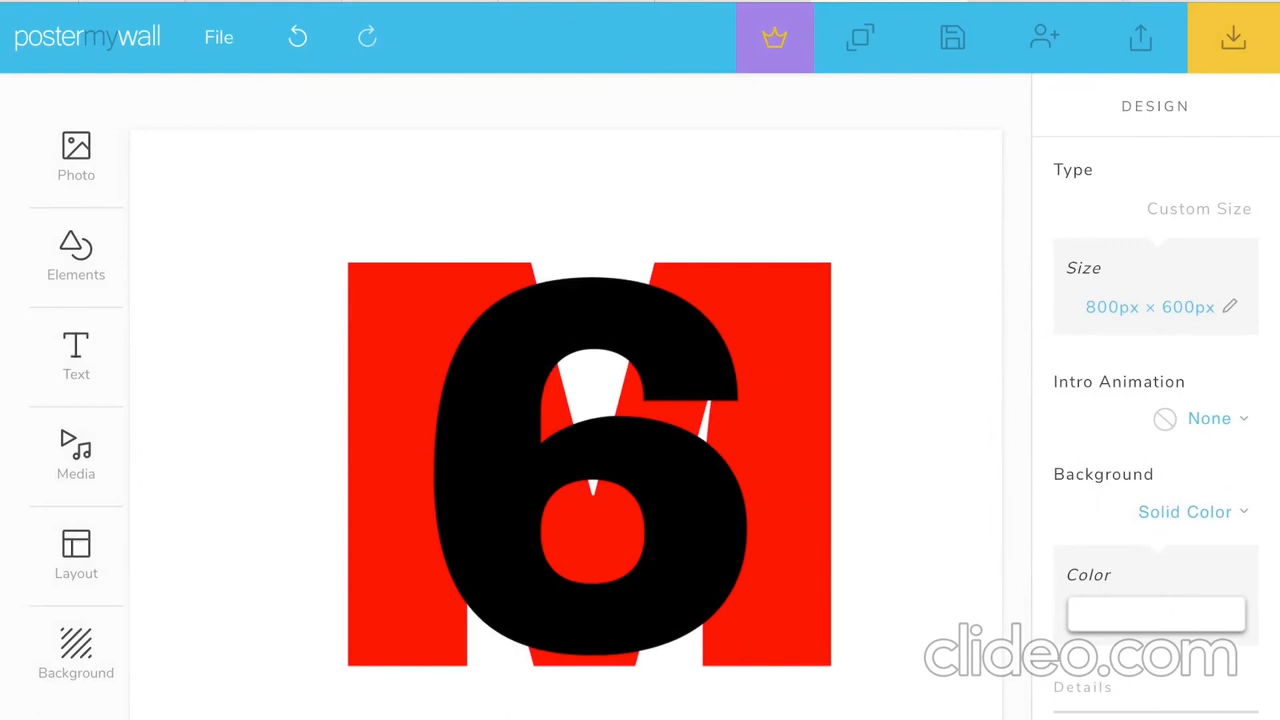 postermywall
File
DESIGN
Photo
Type
Custom Size
Elements
Size
800px × 600px
Text
Intro Animation
None
Media
Background
Solid Color
Layout
Color
Background
Details
M
6
clideo.com